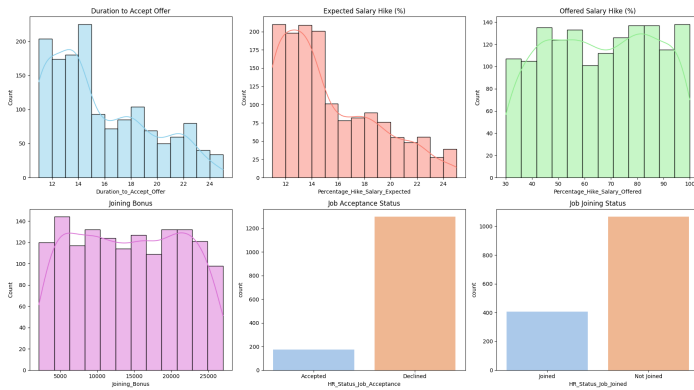 Duration to Accept Offer
Count
200
150
100
50
0
12 14 16 18 20 22 24
Duration_to_Accept_Offer
Expected Salary Hike (%)
Count
200
175
150
125
100
75
50
25
0
12 14 16 18 20 22 24
Percentage_Hike_Salary_Expected
Offered Salary Hike (%)
Count
140
120
100
80
60
40
20
0
30 40 50 60 70 80 90 100
Percentage_Hike_Salary_Offered
Joining Bonus
Count
140
120
100
80
60
40
20
0
5000 10000 15000 20000 25000
Joining_Bonus
Job Acceptance Status
count
1200
1000
800
600
400
200
0
Accepted Declined
HR_Status_Job_Acceptance
Job Joining Status
count
1000
800
600
400
200
0
Joined Not Joined
HR_Status_Job_Joined